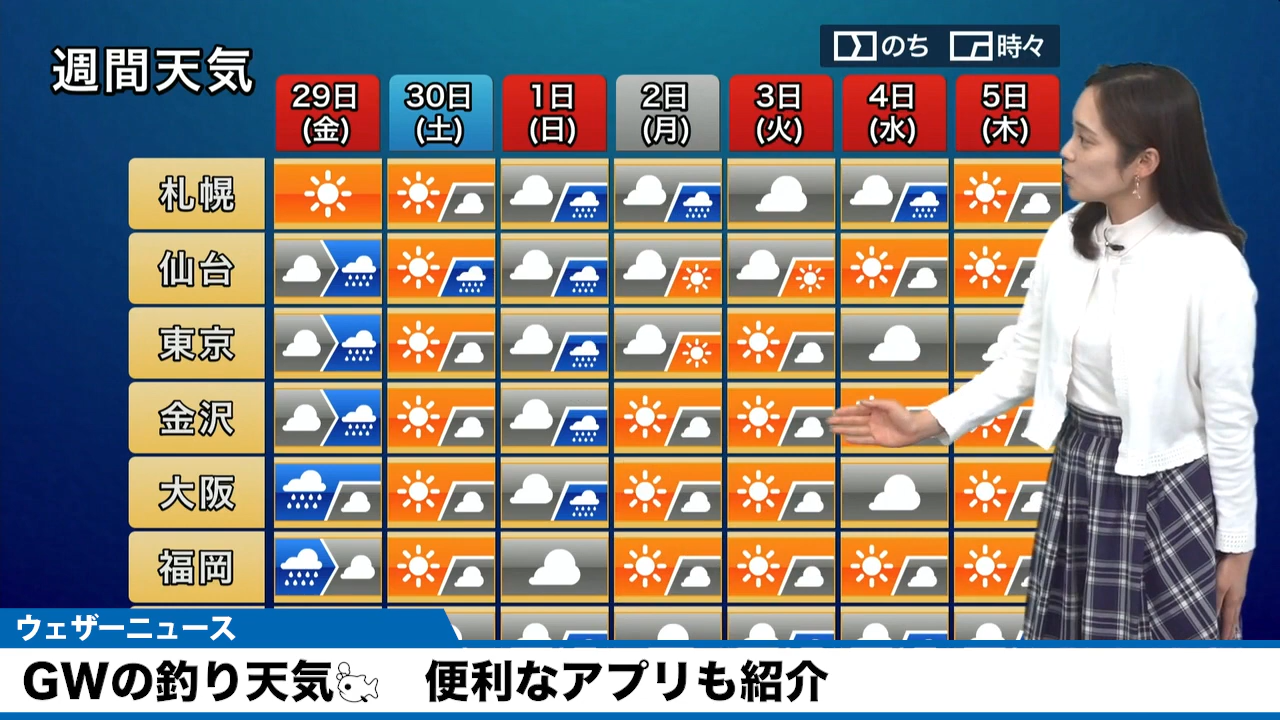 のち 時々
週間天気
29日 30日 1日 2日 3日 4日 5日
(金) (土) (日) (月) (火) (水) (木)
札幌
仙台
東京
金沢
大阪
福岡
ウェザーニュース
GWの釣り天気 便利なアプリも紹介